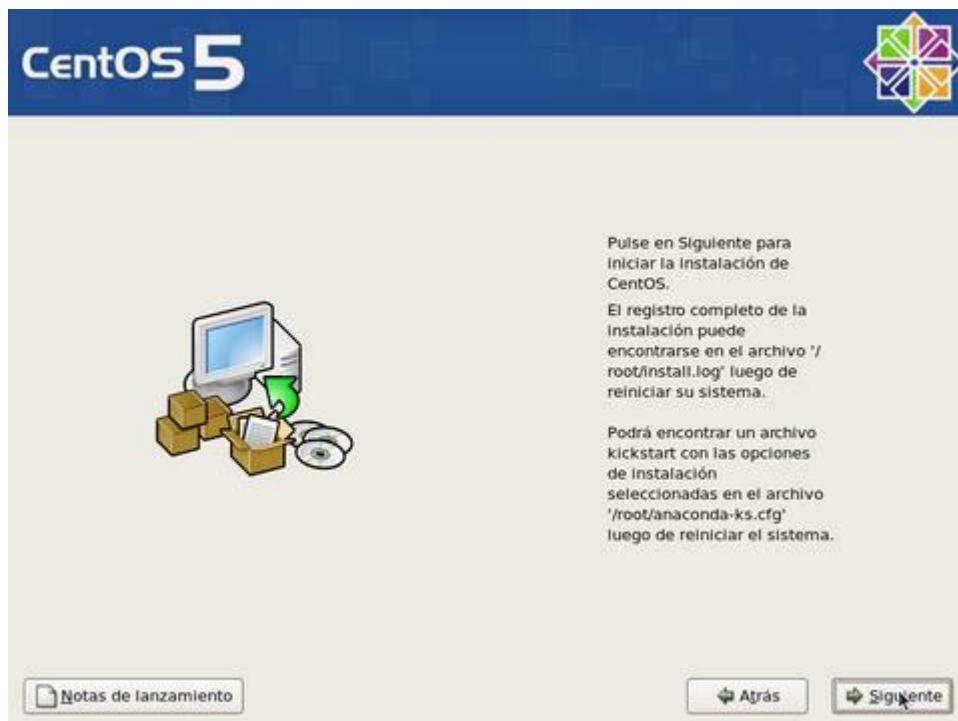 CentOS 5
Pulse en Siguiente para
iniciar la instalación de
CentOS.
El registro completo de la
instalación puede
encontrarse en el archivo '/
root/install.log' luego de
reiniciar su sistema.
Podrá encontrar un archivo
kickstart con las opciones
de instalación
seleccionadas en el archivo
'/root/anaconda-ks.cfg'
luego de reiniciar el sistema.
Notas de lanzamiento
Atrás
Siguiente